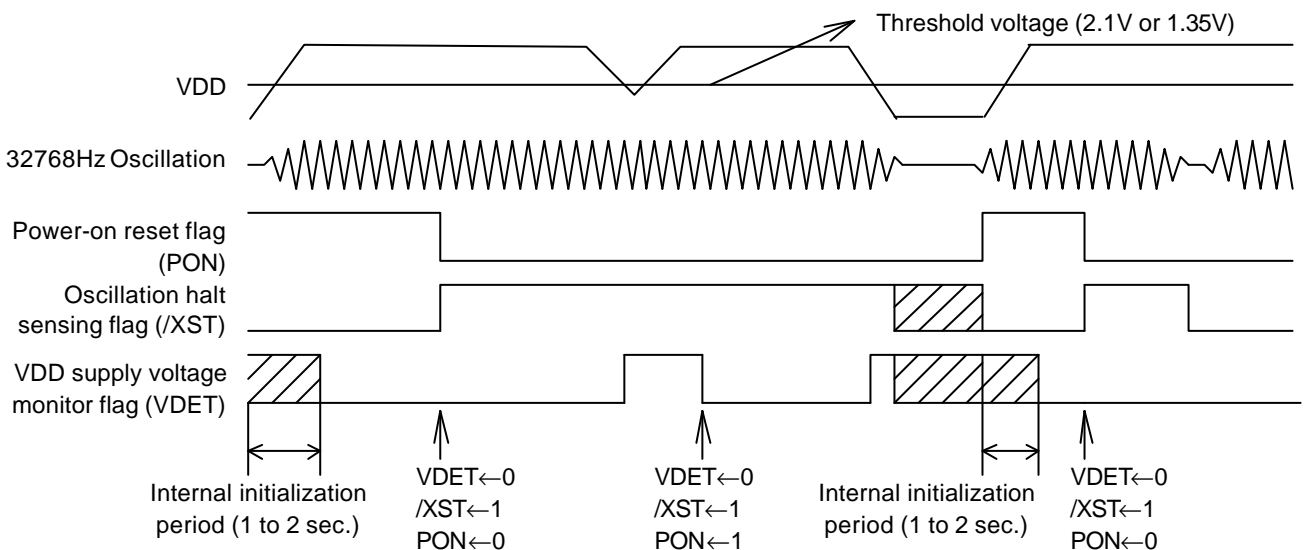 Threshold voltage (2.1V or 1.35V)
VDD
32768Hz Oscillation
Power-on reset flag
(PON)
Oscillation halt
sensing flag (/XST)
VDD supply voltage
monitor flag (VDET)
Internal initialization
period (1 to 2 sec.)
VDET←0
/XST←1
PON←0
VDET←0
/XST←1
PON←1
Internal initialization
period (1 to 2 sec.)
VDET←0
/XST←1
PON←0